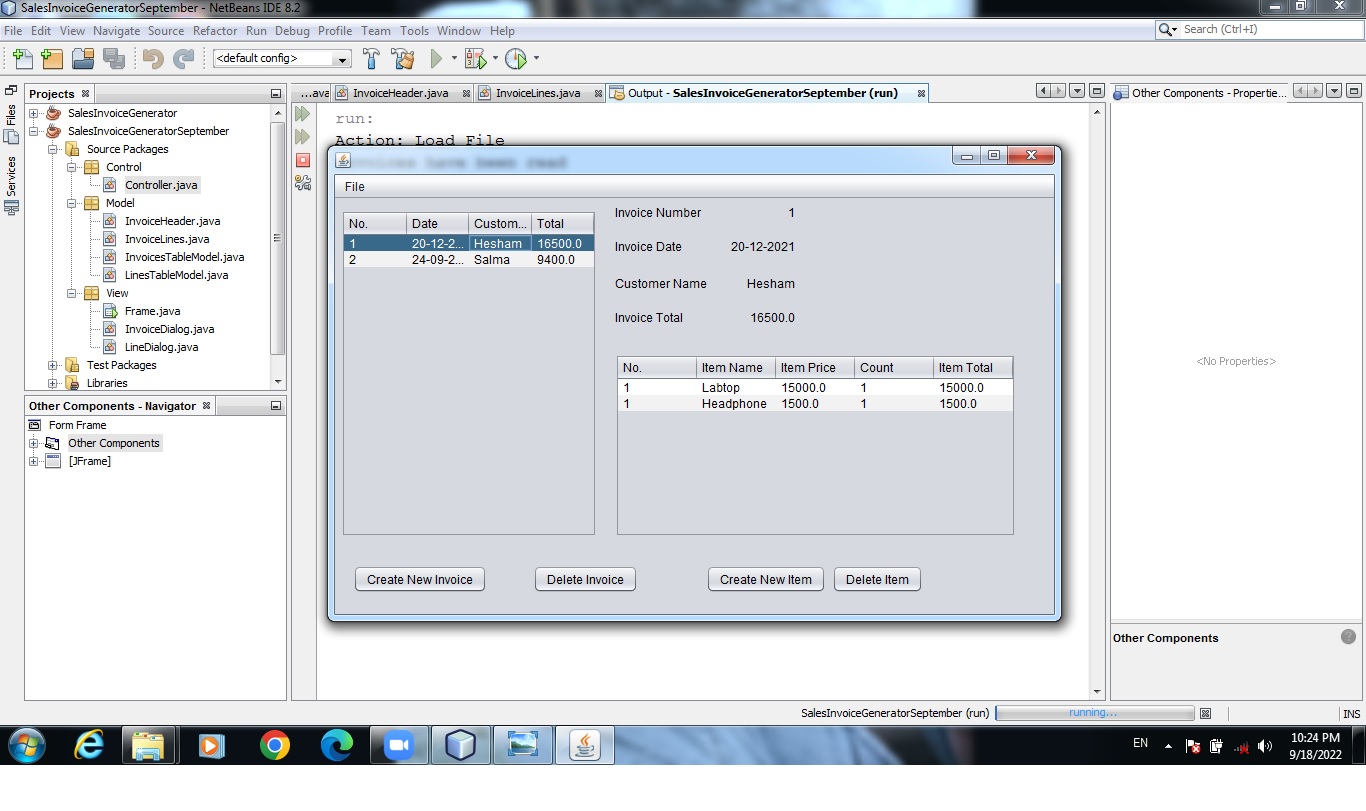 SalesInvoiceGeneratorSeptember - NetBeans IDE 8.2
File Edit View Navigate Source Refactor Run Debug Profile Team Tools Window Help
Search (Ctrl+I)
<default config>
Files
Services
Projects
SalesInvoiceGenerator
SalesInvoiceGeneratorSeptember
Source Packages
Control
Controller.java
Model
InvoiceHeader.java
InvoiceLines.java
InvoicesTableModel.java
LinesTableModel.java
View
Frame.java
InvoiceDialog.java
LineDialog.java
Test Packages
Libraries
Other Components - Navigator
Form Frame
Other Components
[JFrame]
...ava InvoiceHeader.java InvoiceLines.java Output - SalesInvoiceGeneratorSeptember (run)
run:
Action: Load File
invoices have been read
File
No. Date Custom... Total
1 20-12-2... Hesham 16500.0
2 24-09-2... Salma 9400.0
Invoice Number 1
Invoice Date 20-12-2021
Customer Name Hesham
Invoice Total 16500.0
No. Item Name Item Price Count Item Total
1 Labtop 15000.0 1 15000.0
1 Headphone 1500.0 1 1500.0
Create New Invoice Delete Invoice Create New Item Delete Item
Other Components - Propertie...
<No Properties>
Other Components
SalesInvoiceGeneratorSeptember (run) running... INS
EN
10:24 PM
9/18/2022